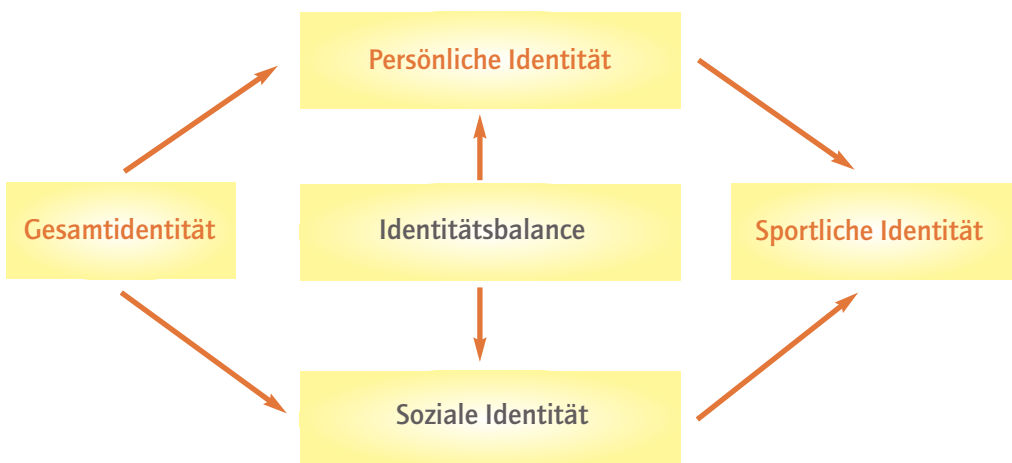 Persönliche Identität
Gesamtidentität
Identitätsbalance
Sportliche Identität
Soziale Identität